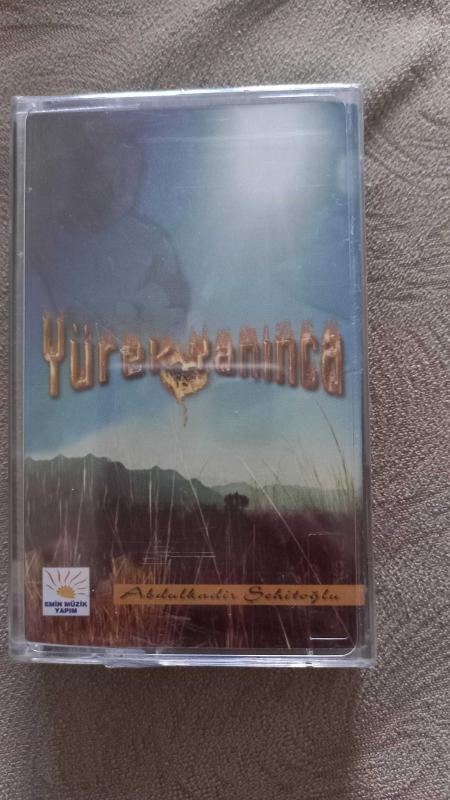 Yürek Yanınca
EMİN MÜZİK
YAPIM
Abdulkadir Şehitoğlu